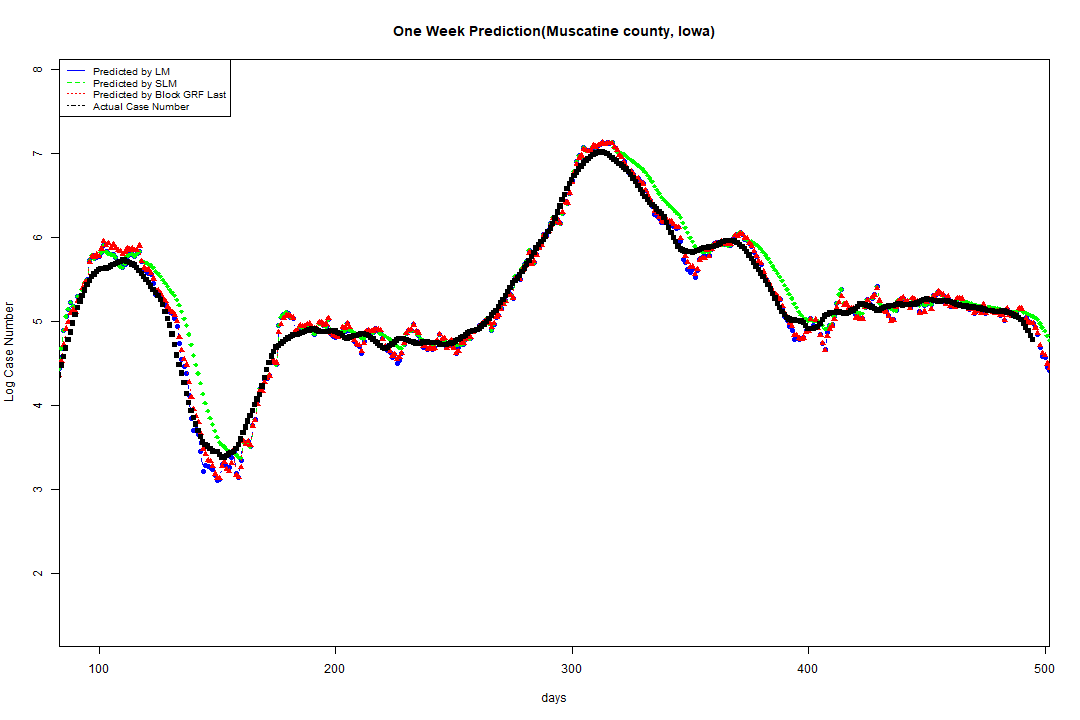 One Week Prediction(Muscatine county, Iowa)
Predicted by LM
Predicted by SLM
Predicted by Block GRF Last
Actual Case Number
8
7
6
5
4
3
2
Log Case Number
100 200 300 400 500
days